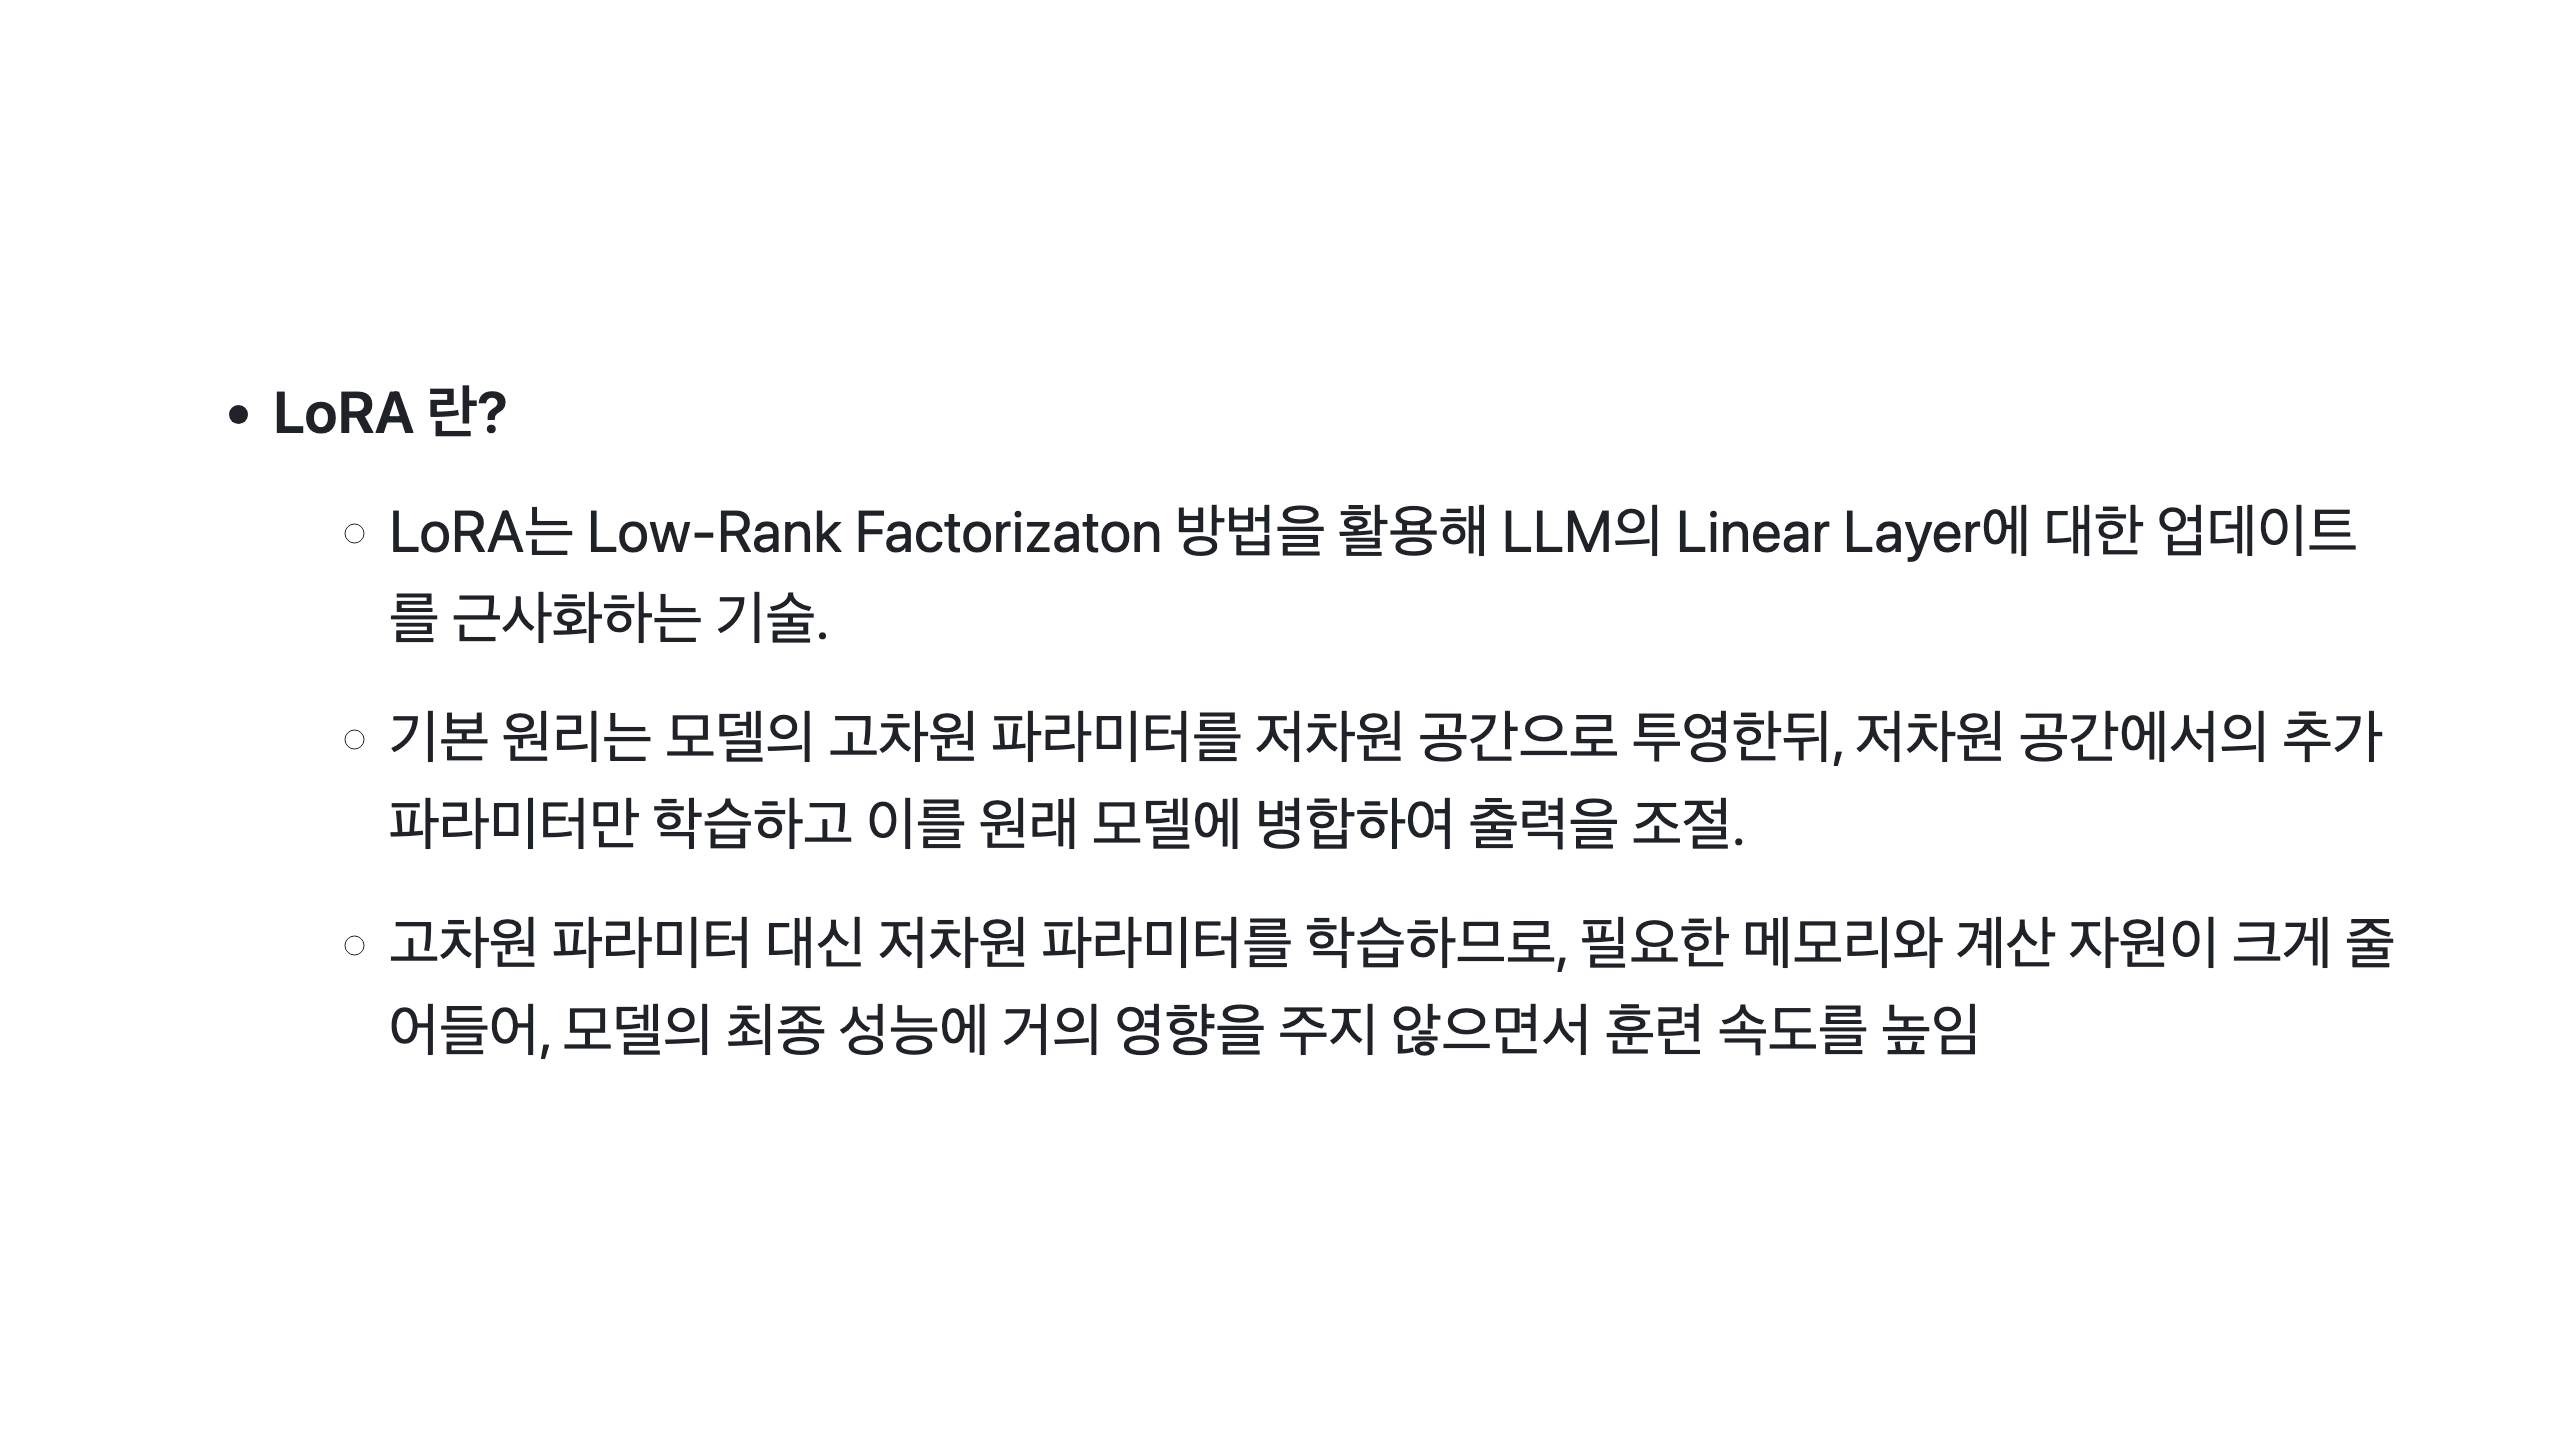 • LoRA 란?
○ LoRA는 Low-Rank Factorizaton 방법을 활용해 LLM의 Linear Layer에 대한 업데이트
를 근사화하는 기술.
○ 기본 원리는 모델의 고차원 파라미터를 저차원 공간으로 투영한뒤, 저차원 공간에서의 추가
파라미터만 학습하고 이를 원래 모델에 병합하여 출력을 조절.
○ 고차원 파라미터 대신 저차원 파라미터를 학습하므로, 필요한 메모리와 계산 자원이 크게 줄
어들어, 모델의 최종 성능에 거의 영향을 주지 않으면서 훈련 속도를 높임